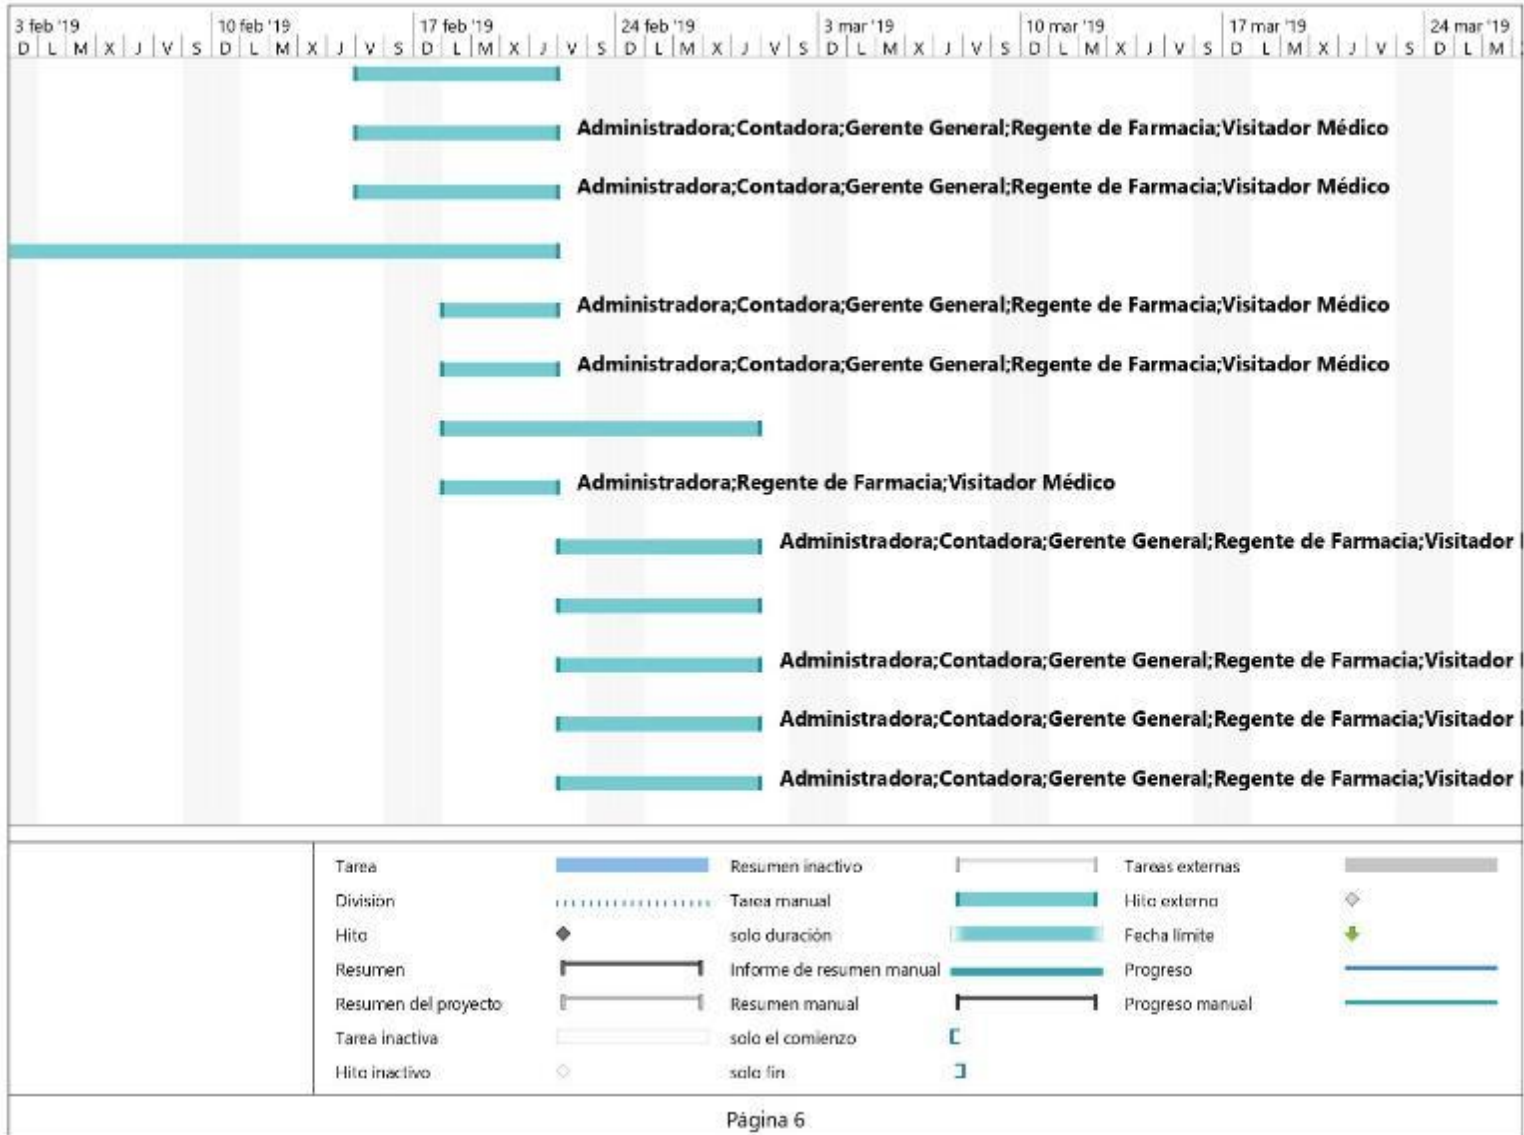 3 feb '19 10 feb '19 17 feb '19 24 feb '19 3 mar '19 10 mar '19 17 mar '19 24 mar '19
D L M X J V S D L M X J V S D L M X J V S D L M X J V S D L M X J V S D L M X J V S D L M X J V S D L M
Administradora;Contadora;Gerente General;Regente de Farmacia;Visitador Médico
Administradora;Contadora;Gerente General;Regente de Farmacia;Visitador Médico
Administradora;Contadora;Gerente General;Regente de Farmacia;Visitador Médico
Administradora;Contadora;Gerente General;Regente de Farmacia;Visitador Médico
Administradora;Regente de Farmacia;Visitador Médico
Administradora;Contadora;Gerente General;Regente de Farmacia;Visitador
Administradora;Contadora;Gerente General;Regente de Farmacia;Visitador
Administradora;Contadora;Gerente General;Regente de Farmacia;Visitador
Administradora;Contadora;Gerente General;Regente de Farmacia;Visitador
Tarea Resumen inactivo Tareas externas
División Tarea manual Hito externo
Hito solo duración Fecha límite
Resumen Informe de resumen manual Progreso
Resumen del proyecto Resumen manual Progreso manual
Tarea inactiva solo el comienzo
Hito inactivo solo fin
Página 6